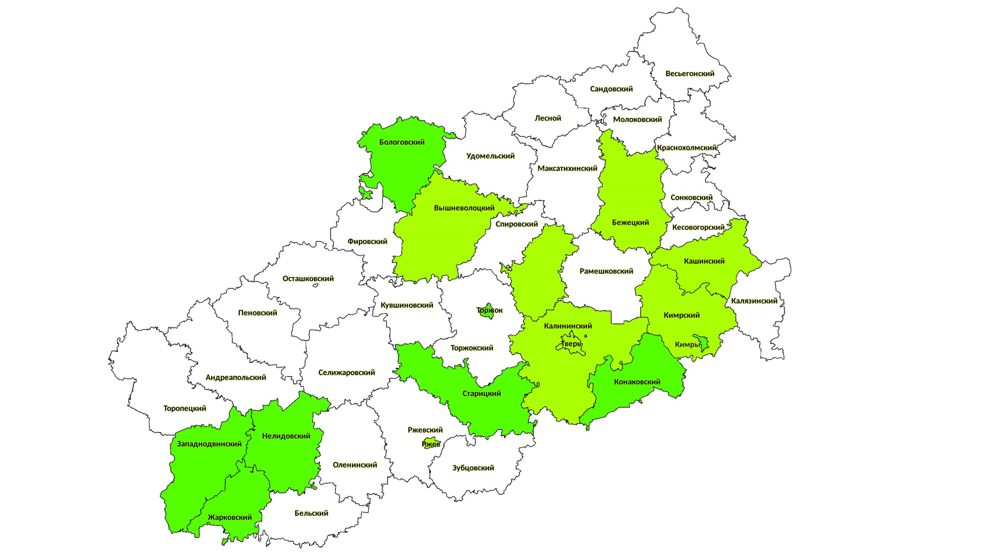 Весьегонский
Сандовский
Лесной
Молоковский
Бологовский
Краснохолмский
Удомельский
Максатихинский
Сонковский
Вышневолоцкий
Бежецкий
Спировский
Кесовогорский
Фировский
Кашинский
Рамешковский
Осташковский
Калязинский
Кувшиновский
Торжок
Пеновский
Кимрский
Калининский
Тверь
Кимры
Торжокский
Селижаровский
Андреапольский
Конаковский
Старицкий
Торопецкий
Ржевский
Нелидовский
Западнодвинский
Ржев
Оленинский
Зубцовский
Бельский
Жарковский